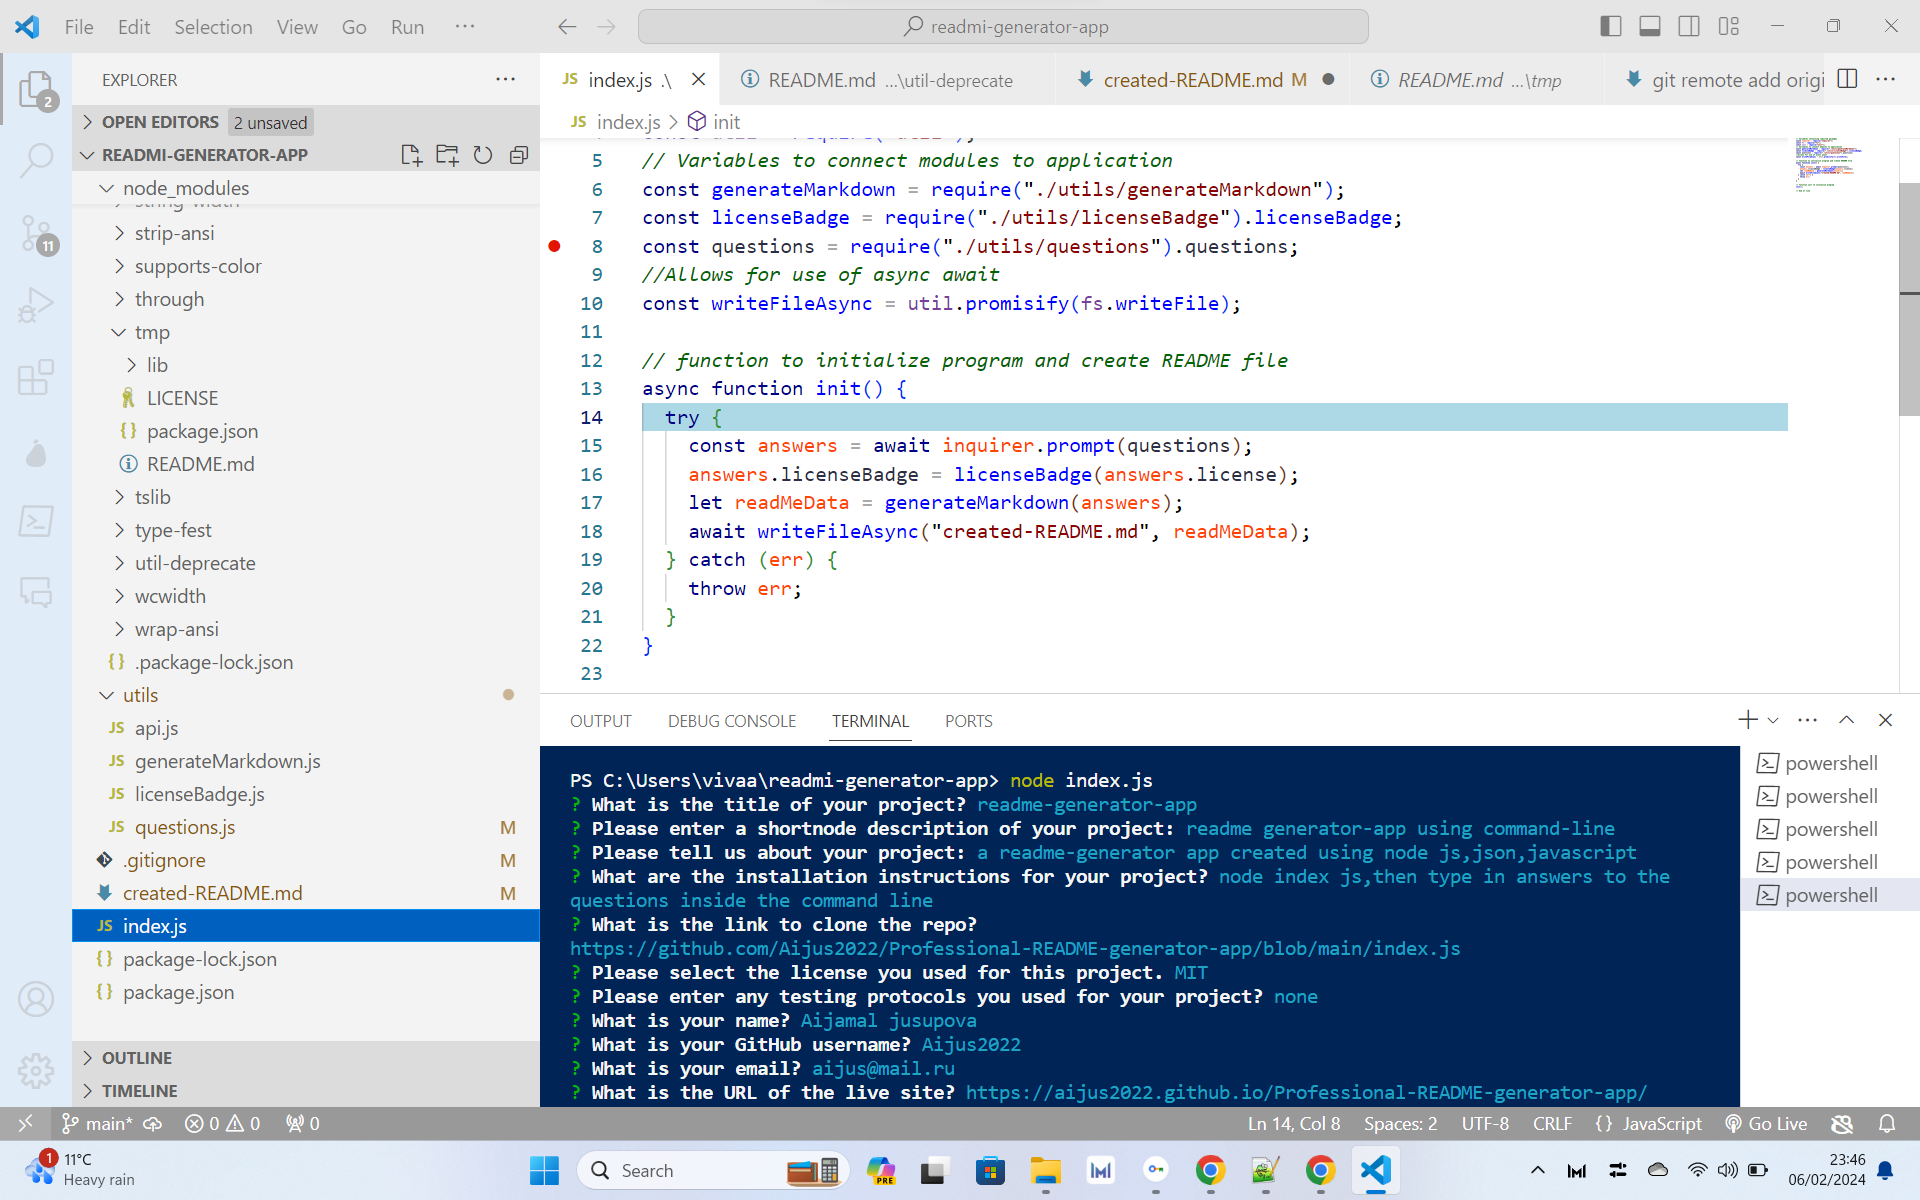 File Edit Selection View Go Run ··· readmi-generator-app
EXPLORER ···
2
OPEN EDITORS 2 unsaved
READMI-GENERATOR-APP
node_modules
string-width
strip-ansi
supports-color
through
tmp
lib
LICENSE
{} package.json
README.md
tslib
type-fest
util-deprecate
wcwidth
wrap-ansi
{} .package-lock.json
utils
JS api.js
JS generateMarkdown.js
JS licenseBadge.js
JS questions.js M
.gitignore M
created-README.md M
JS index.js
{} package-lock.json
{} package.json
OUTLINE
TIMELINE
11
JS index.js .\ README.md ...\util-deprecate created-README.md M README.md ...\tmp git remote add origi ···
JS index.js > init
5 // Variables to connect modules to application
6 const generateMarkdown = require("./utils/generateMarkdown");
7 const licenseBadge = require("./utils/licenseBadge").licenseBadge;
8 const questions = require("./utils/questions").questions;
9 //Allows for use of async await
10 const writeFileAsync = util.promisify(fs.writeFile);
11
12 // function to initialize program and create README file
13 async function init() {
14 try {
15 const answers = await inquirer.prompt(questions);
16 answers.licenseBadge = licenseBadge(answers.license);
17 let readMeData = generateMarkdown(answers);
18 await writeFileAsync("created-README.md", readMeData);
19 } catch (err) {
20 throw err;
21 }
22 }
23
OUTPUT DEBUG CONSOLE TERMINAL PORTS
PS C:\Users\vivaa\readmi-generator-app> node index.js
? What is the title of your project? readme-generator-app
? Please enter a shortnode description of your project: readme generator-app using command-line
? Please tell us about your project: a readme-generator app created using node js,json,javascript
? What are the installation instructions for your project? node index js,then type in answers to the
questions inside the command line
? What is the link to clone the repo?
https://github.com/Aijus2022/Professional-README-generator-app/blob/main/index.js
? Please select the license you used for this project. MIT
? Please enter any testing protocols you used for your project? none
? What is your name? Aijamal jusupova
? What is your GitHub username? Aijus2022
? What is your email? aijus@mail.ru
? What is the URL of the live site? https://aijus2022.github.io/Professional-README-generator-app/
powershell
powershell
powershell
powershell
powershell
main* 0 0 0 Ln 14, Col 8 Spaces: 2 UTF-8 CRLF {} JavaScript Go Live
1 11°C
Heavy rain
Search
PRE
23:46
06/02/2024